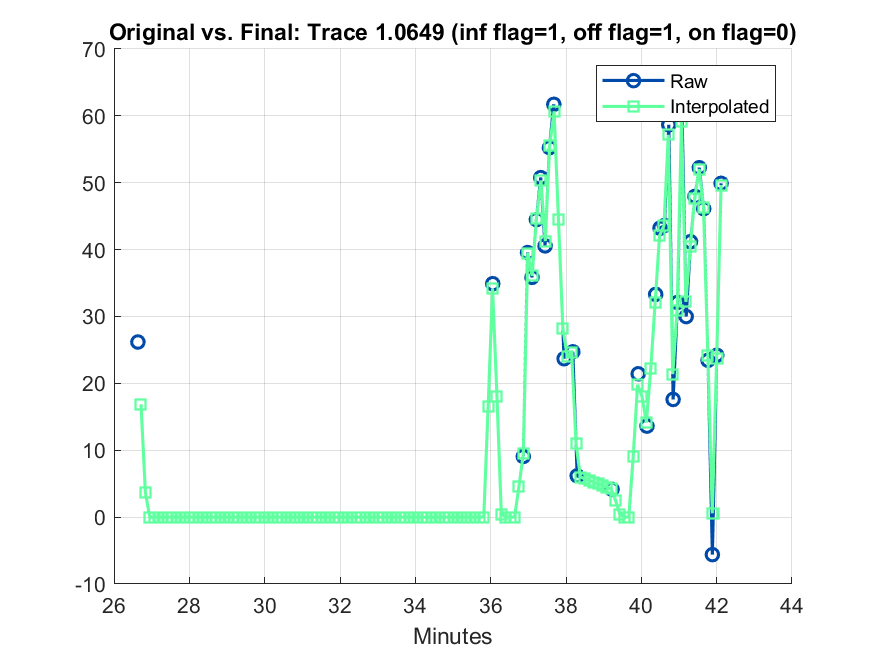 Original vs. Final: Trace 1.0649 (inf flag=1, off flag=1, on flag=0)
70
60
50
40
30
20
10
0
-10
Raw
Interpolated
26 28 30 32 34 36 38 40 42 44
Minutes